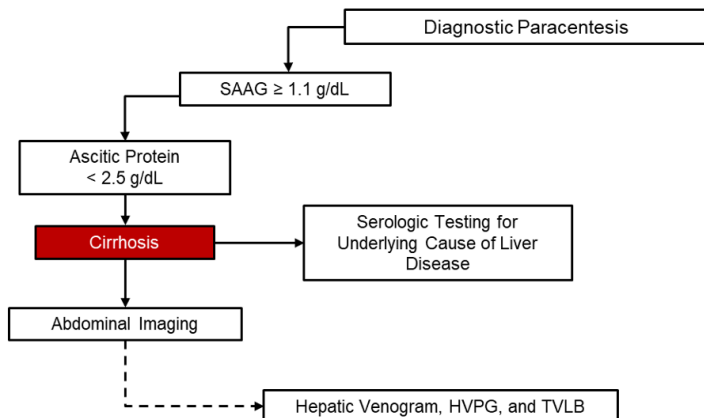 Diagnostic Paracentesis
SAAG ≥ 1.1 g/dL
Ascitic Protein
< 2.5 g/dL
Cirrhosis
Serologic Testing for
Underlying Cause of Liver
Disease
Abdominal Imaging
Hepatic Venogram, HVPG, and TVLB